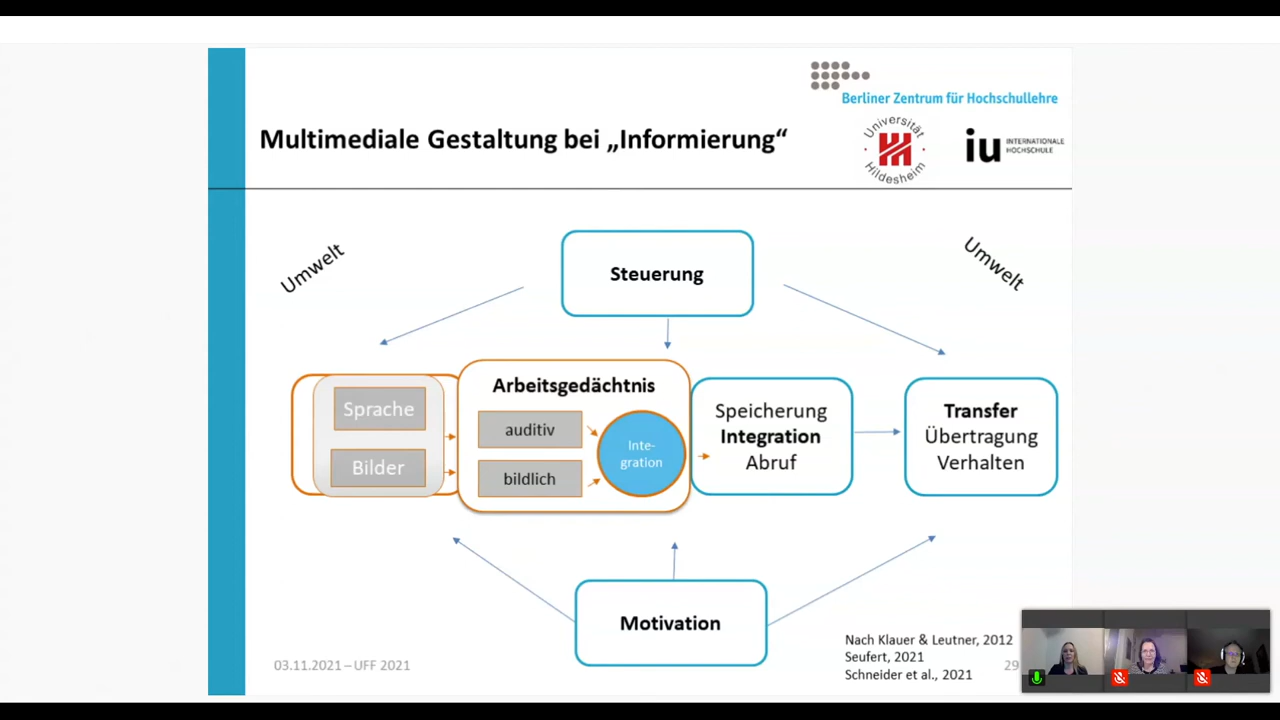 Berliner Zentrum für Hochschullehre
Multimediale Gestaltung bei „Informierung“
Universität
Hildesheim
iu INTERNATIONALE
HOCHSCHULE
Umwelt
Steuerung
Umwelt
Sprache
Bilder
Arbeitsgedächtnis
auditiv
bildlich
Inte-
gration
Speicherung
Integration
Abruf
Transfer
Übertragung
Verhalten
Motivation
Nach Klauer & Leutner, 2012
Seufert, 2021
Schneider et al., 2021
03.11.2021 – UFF 2021
29